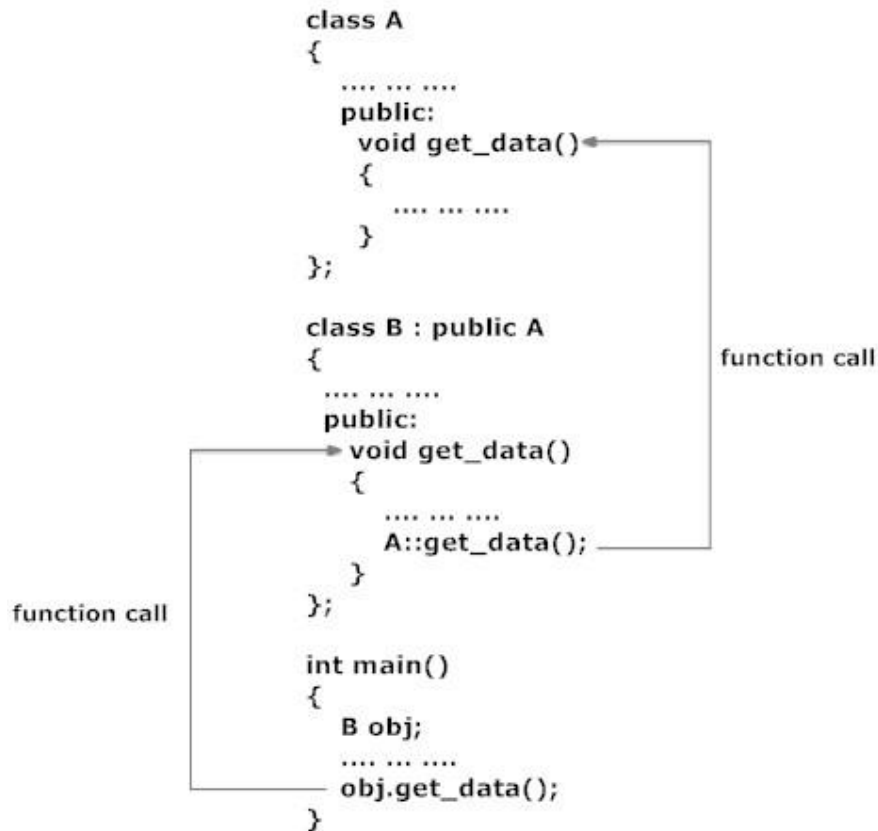 class A
{
.... ... ....
public:
void get_data()
{
.... ... ....
}
};
class B : public A
{
.... ... ....
public:
void get_data()
{
.... ... ....
A::get_data();
}
};
int main()
{
B obj;
.... ... ....
obj.get_data();
}
function call
function call